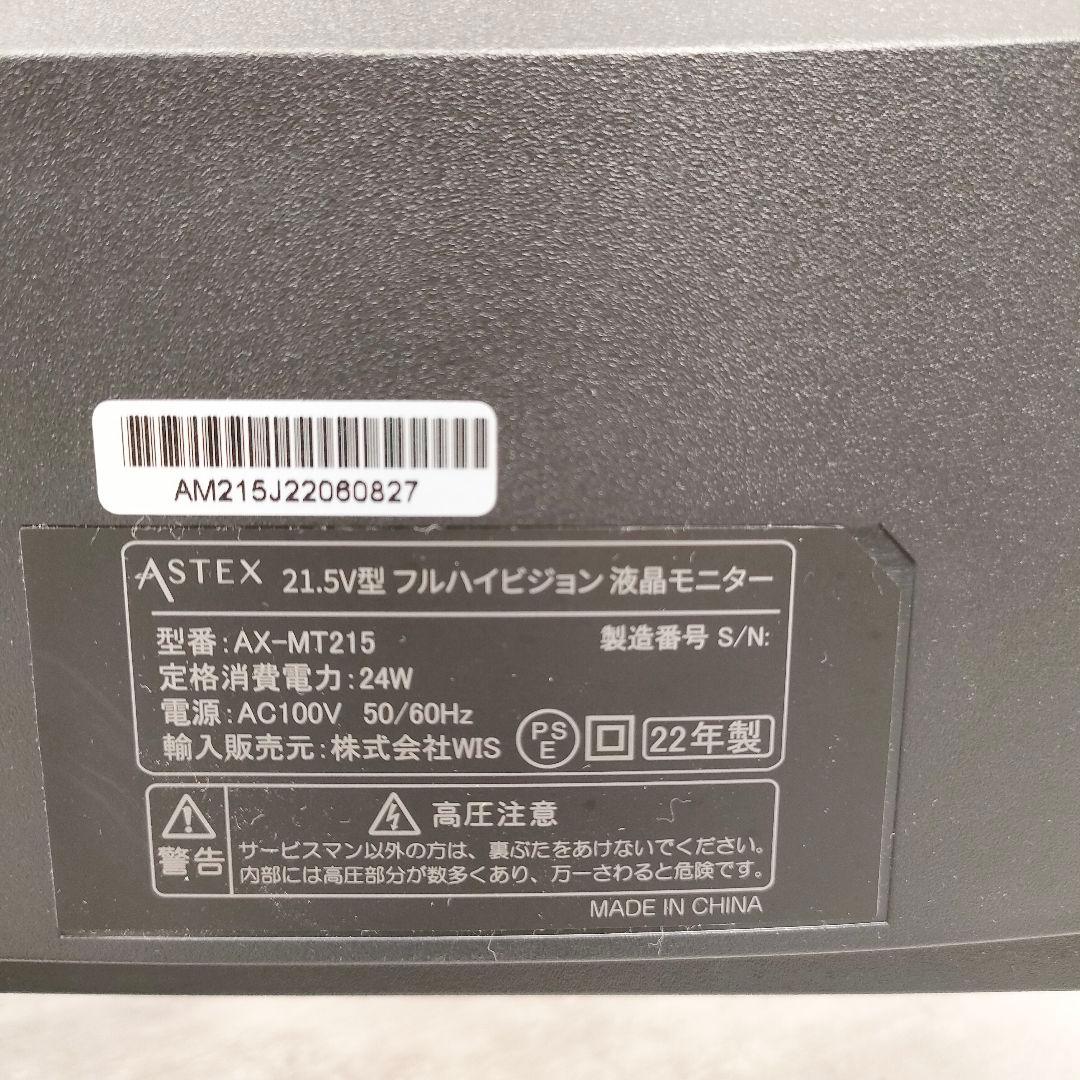 AM215J22060827
ASTEX 21.5V型 フルハイビジョン 液晶モニター
型番:AX-MT215 製造番号 S/N:
定格消費電力:24W
電源:AC100V 50/60Hz
輸入販売元:株式会社WIS PSE 22年製
警告
高圧注意
サービスマン以外の方は、裏ぶたをあけないでください。
内部には高圧部分が数多くあり、万一さわると危険です。
MADE IN CHINA